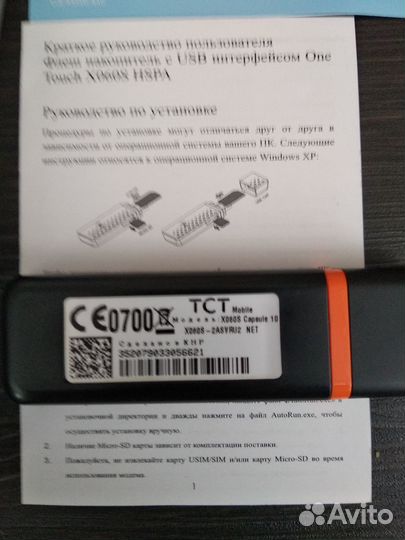 Краткое руководство пользователя
Флеш накопитель с USB интерфейсом One
Touch X060S HSPA
Руководство по установке
Процедуры по установке могут отличаться друг от друга в
зависимости от операционной системы вашего ПК. Следующие
инструкции относятся к операционной системе Windows XP:
CE0700
TCT Mobile
Модель: X060S Capsule 10
X060S-2ASYRU2 NET
Сделано в КНР
352079033056621
установочной директории и дважды нажмите на файл AutoRun.exe, чтобы
осуществить установку вручную.
2. Наличие Micro-SD карты зависит от комплектации поставки.
3. Пожалуйста, не извлекайте карту USIM/SIM и/или карту Micro-SD во время
использования модема.
1
Avito